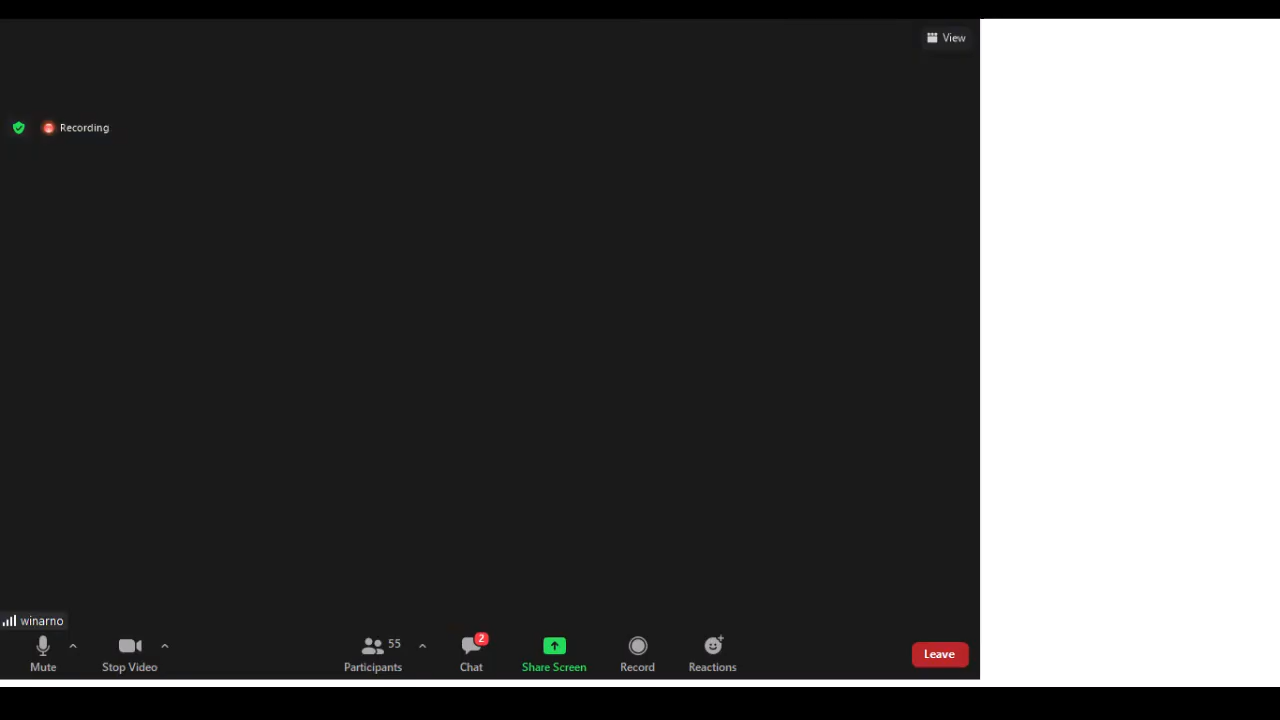 View
Recording
winarno
55
2
Mute
Stop Video
Participants
Chat
Share Screen
Record
Reactions
Leave